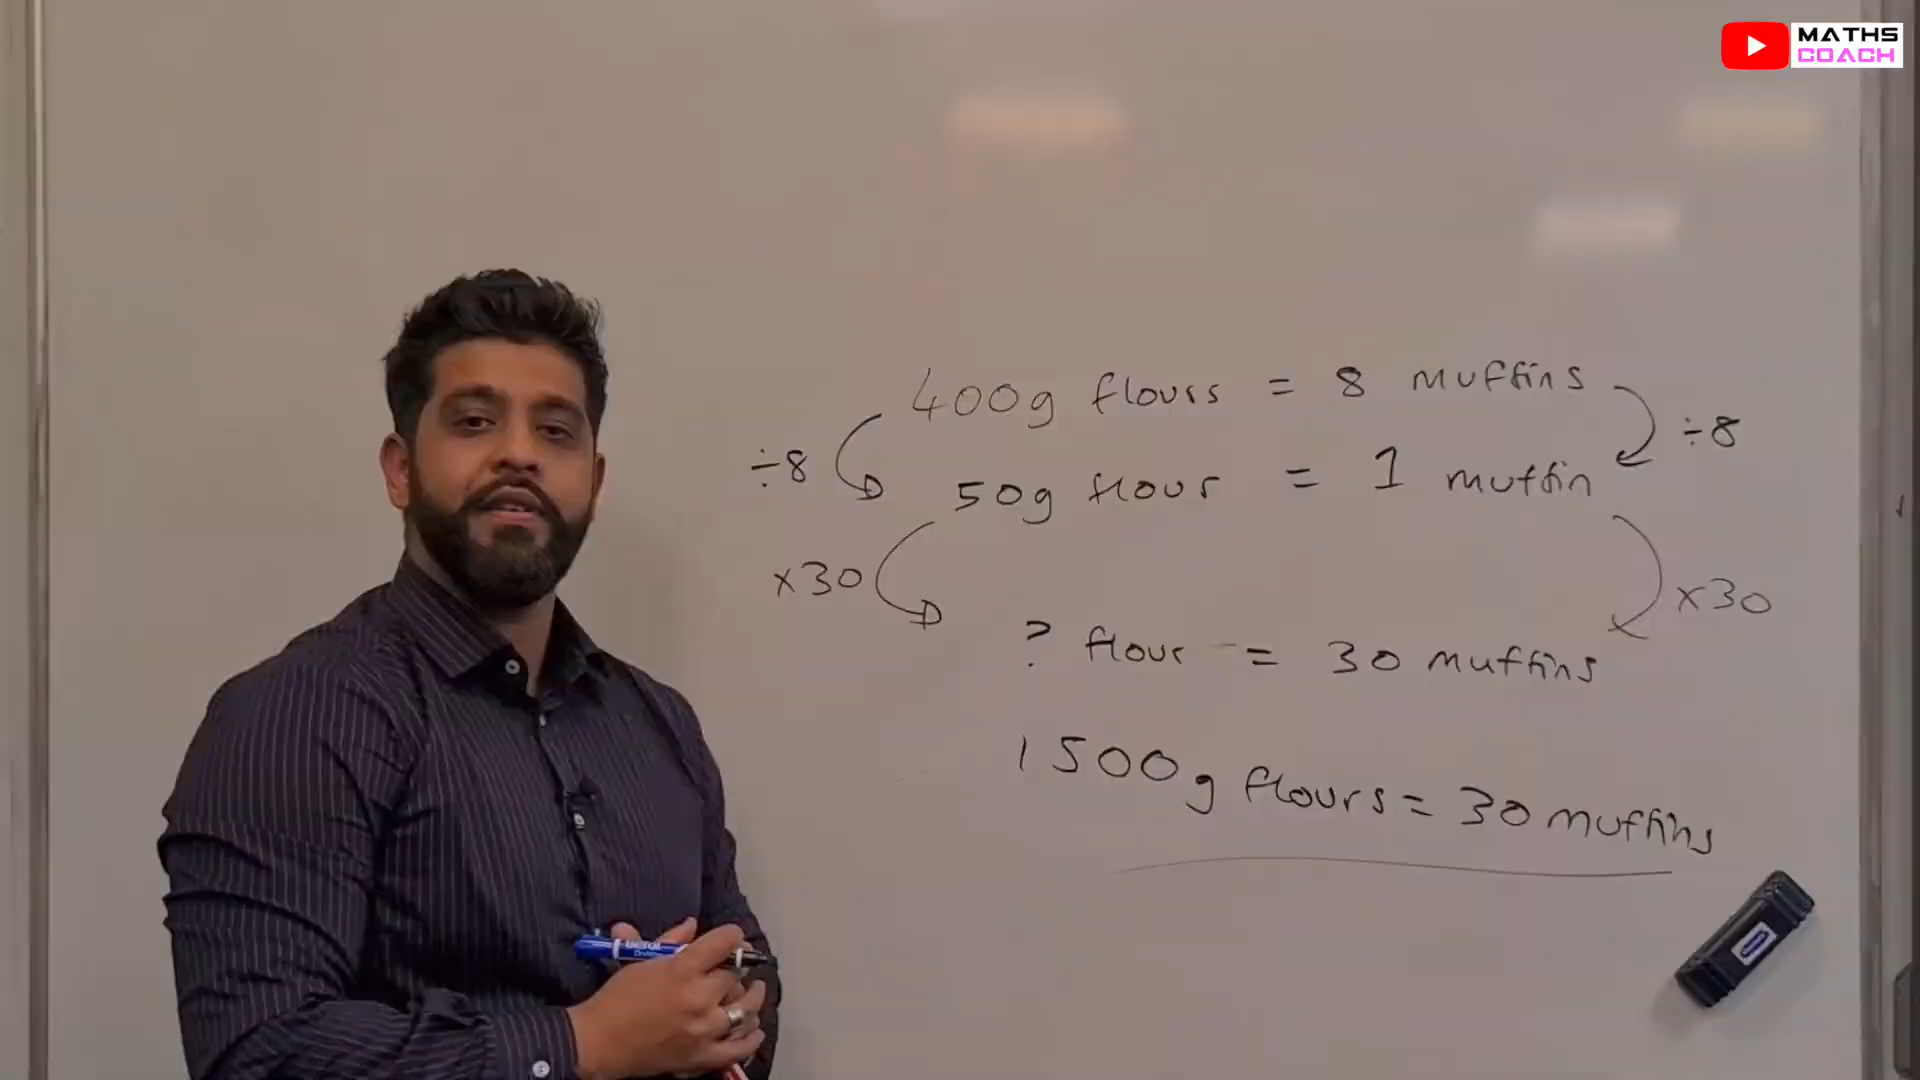 MATHS
COACH
400g flours = 8 muffins
÷8
÷8
50g flour = 1 muffin
x30
x30
? flour = 30 muffins
1500g flours = 30 muffins